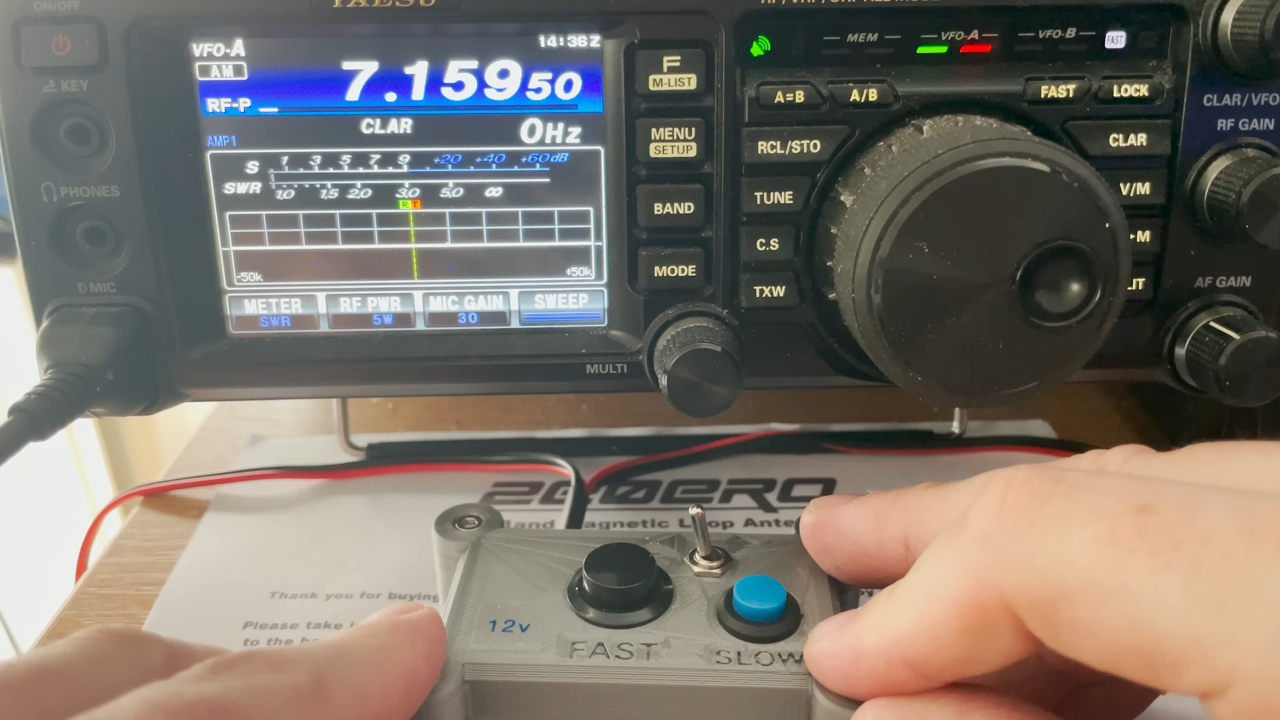 ON/OFF
YAESU
VFO-A
14:36Z
AM
7.159 50
RF-P
CLAR
0Hz
AMP1
S 1 3 5 7 9 +20 +40 +60dB
SWR 1.0 1.5 2.0 3.0 5.0 ∞
R T
-50k
+50k
METER
SWR
RF PWR
5W
MIC GAIN
30
SWEEP
KEY
PHONES
MIC
F
M-LIST
MENU
SETUP
BAND
MODE
MULTI
MEM
VFO-A
VFO-B
FAST
A=B
A/B
FAST
LOCK
RCL/STO
TUNE
C.S
TXW
CLAR
V/M
M
CLAR/VFO
RF GAIN
AF GAIN
Band Magnetic Loop
Thank you for buying
Please take
to the
12v
FAST
SLOW